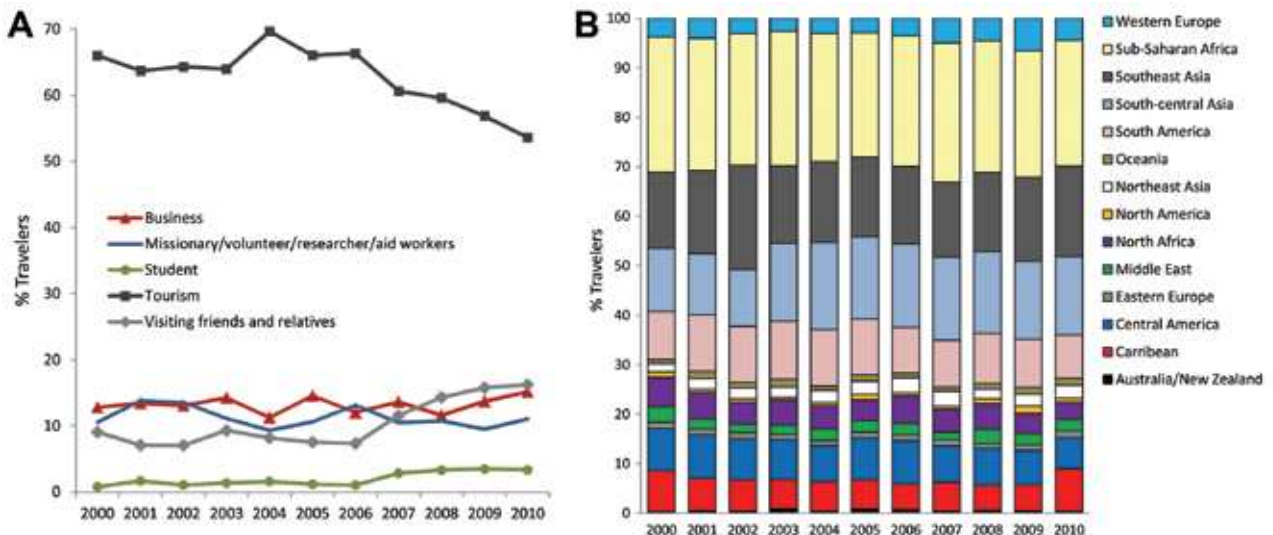 A
% Travelers
70
60
50
40
30
20
10
0
Business
Missionary/volunteer/researcher/aid workers
Student
Tourism
Visiting friends and relatives
2000 2001 2002 2003 2004 2005 2006 2007 2008 2009 2010
B
% Travelers
100
90
80
70
60
50
40
30
20
10
0
2000 2001 2002 2003 2004 2005 2006 2007 2008 2009 2010
Western Europe
Sub-Saharan Africa
Southeast Asia
South-central Asia
South America
Oceania
Northeast Asia
North America
North Africa
Middle East
Eastern Europe
Central America
Carribean
Australia/New Zealand